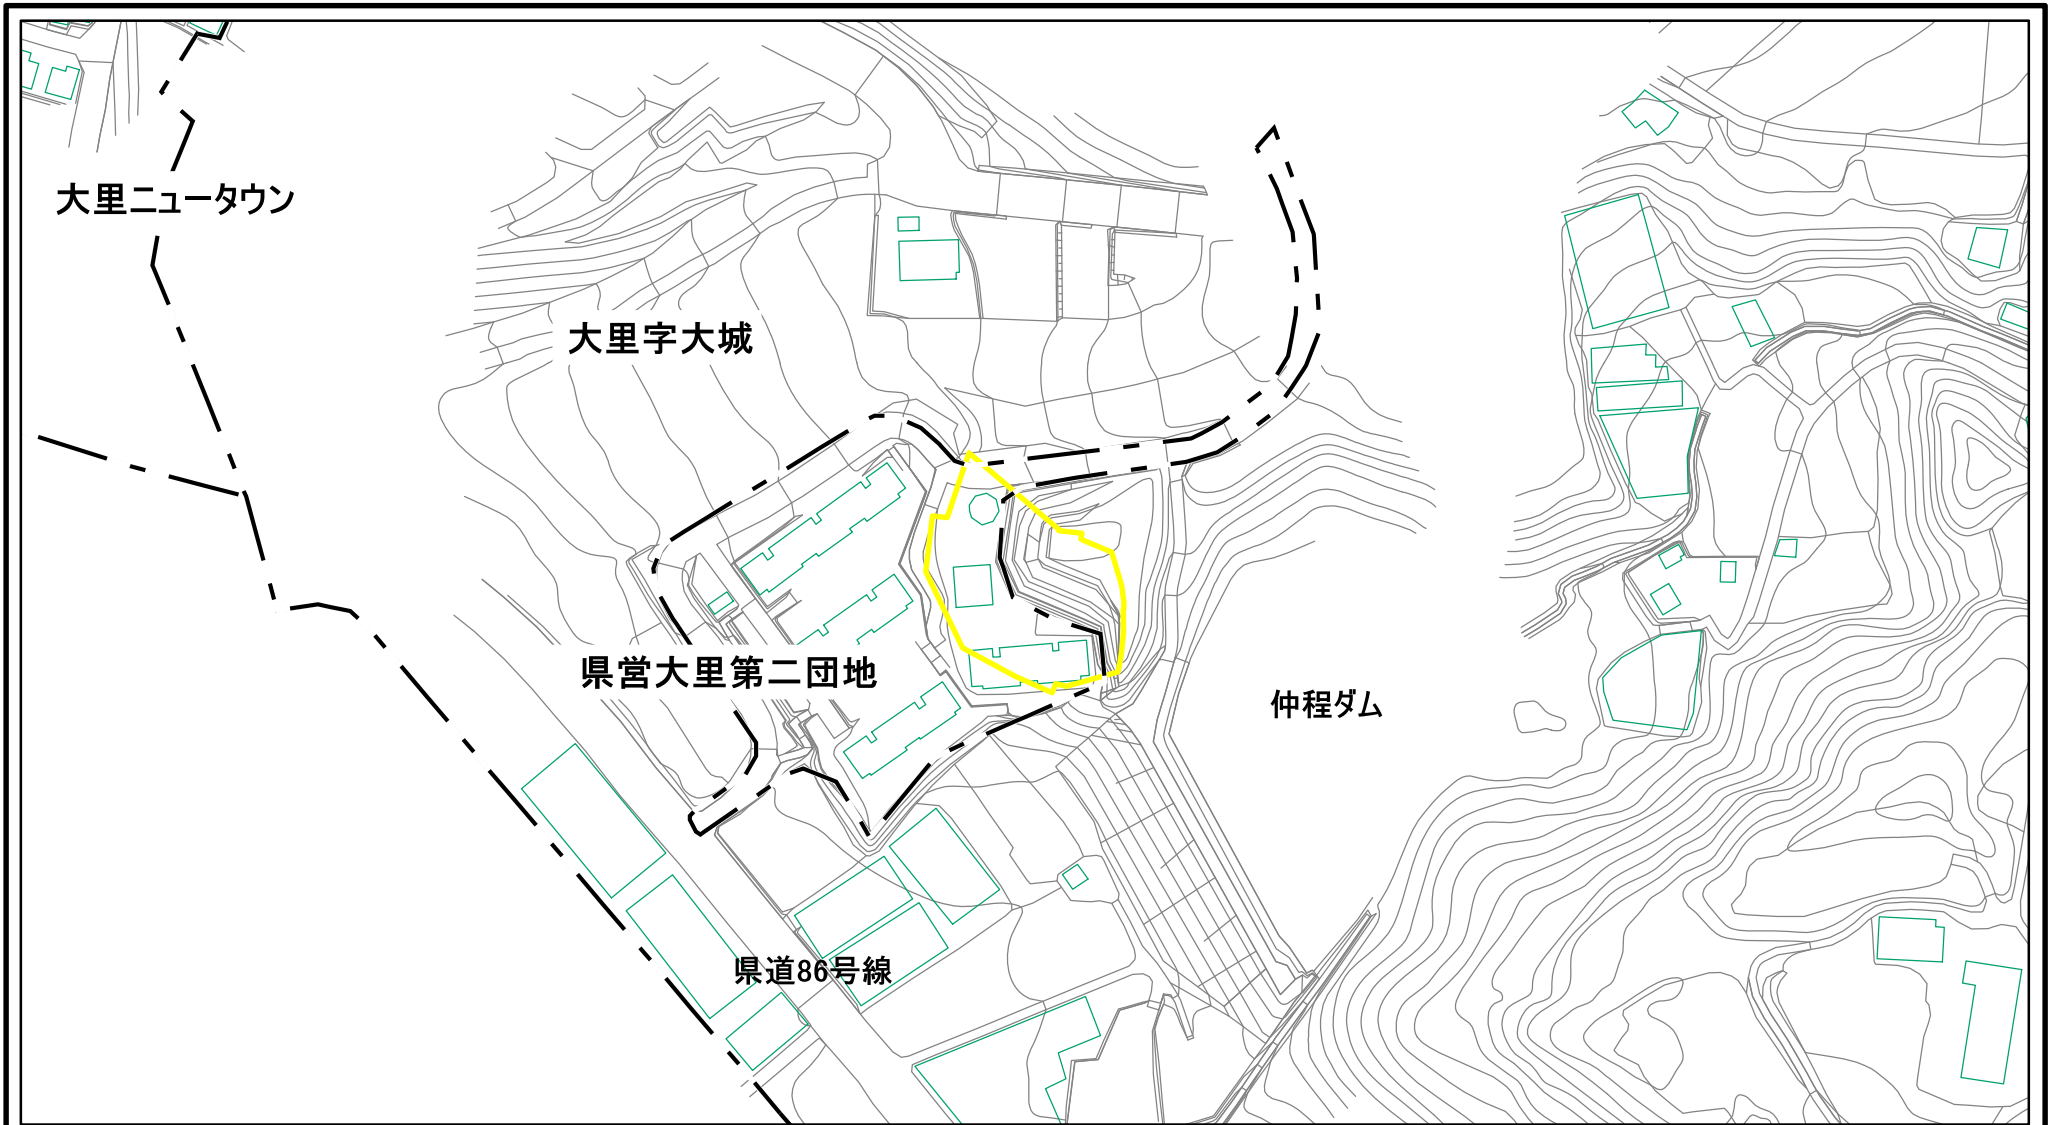 大里ニュータウン
大里字大城
県営大里第二団地
仲程ダム
県道86号線